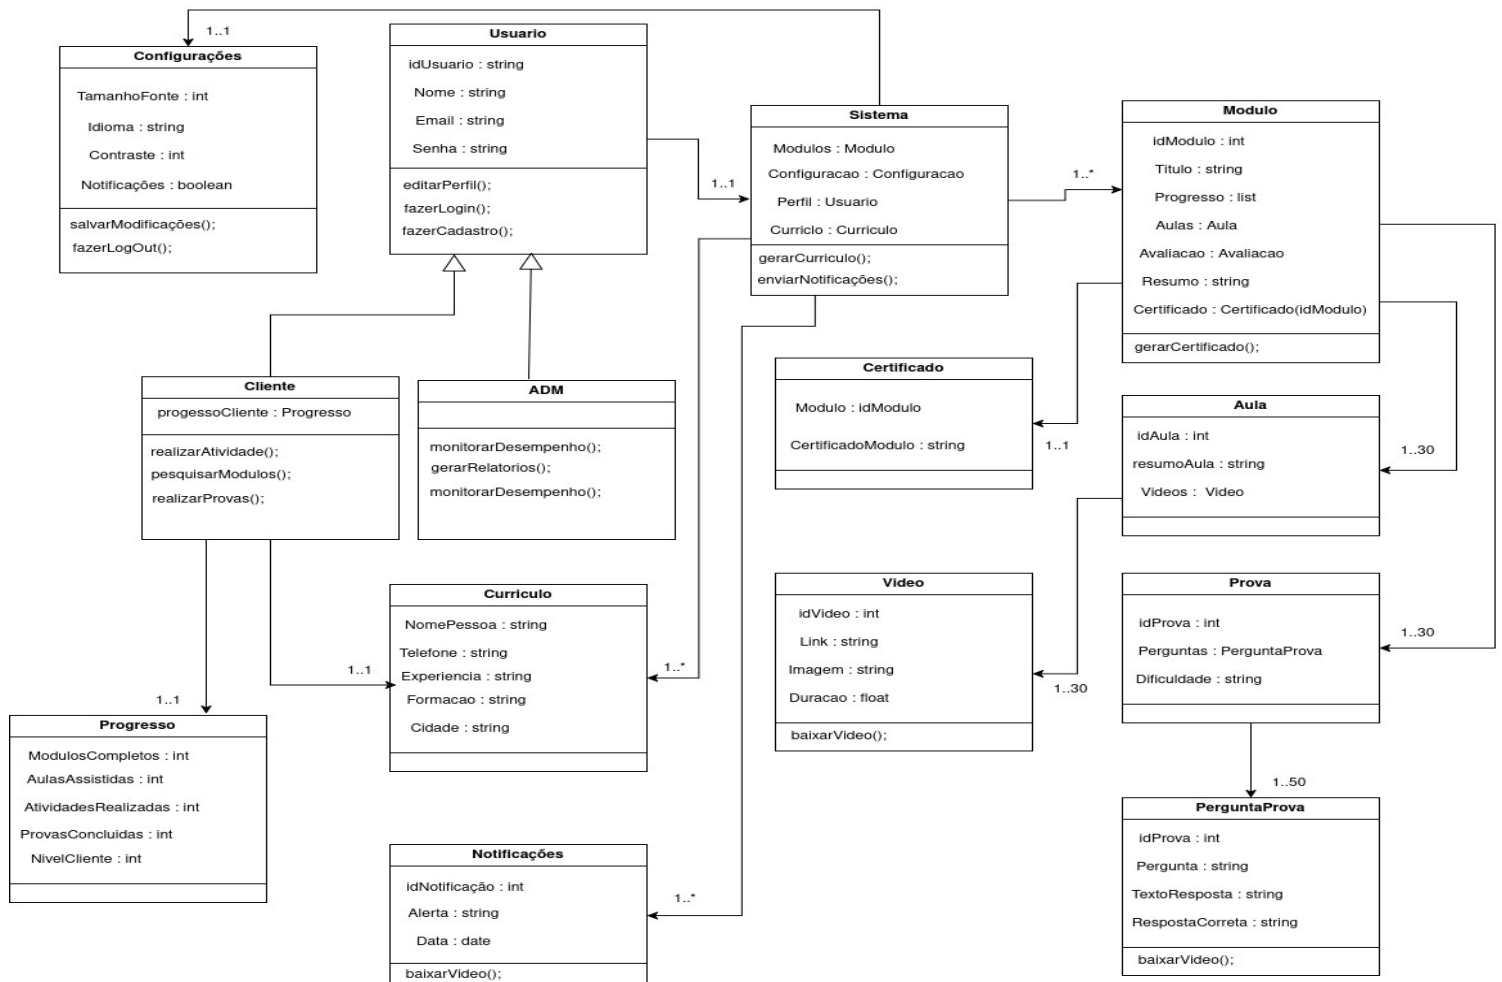 1..1
Configurações
TamanhoFonte : int
Idioma : string
Contraste : int
Notificações : boolean
salvarModificações();
fazerLogOut();
Usuario
idUsuario : string
Nome : string
Email : string
Senha : string
editarPerfil();
fazerLogin();
fazerCadastro();
1..1
Sistema
Modulos : Modulo
Configuracao : Configuracao
Perfil : Usuario
Curriclo : Curriculo
gerarCurriculo();
enviarNotificações();
1..*
Modulo
idModulo : int
Titulo : string
Progresso : list
Aulas : Aula
Avaliacao : Avaliacao
Resumo : string
Certificado : Certificado(idModulo)
gerarCertificado();
Cliente
progessoCliente : Progresso
realizarAtividade();
pesquisarModulos();
realizarProvas();
ADM
monitorarDesempenho();
gerarRelatorios();
monitorarDesempenho();
Certificado
Modulo : idModulo
CertificadoModulo : string
1..1
Aula
idAula : int
resumoAula : string
Videos : Video
1..30
Curriculo
NomePessoa : string
Telefone : string
Experiencia : string
Formacao : string
Cidade : string
1..1
1..*
Video
idVideo : int
Link : string
Imagem : string
Duracao : float
baixarVideo();
1..30
Prova
idProva : int
Perguntas : PerguntaProva
Dificuldade : string
1..30
1..1
Progresso
ModulosCompletos : int
AulasAssistidas : int
AtividadesRealizadas : int
ProvasConcluidas : int
NivelCliente : int
Notificações
idNotificação : int
Alerta : string
Data : date
baixarVideo();
1..*
1..50
PerguntaProva
idProva : int
Pergunta : string
TextoResposta : string
RespostaCorreta : string
baixarVideo();